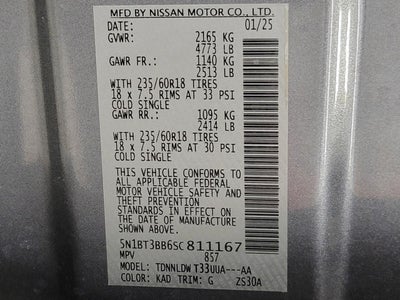 MFD BY NISSAN MOTOR CO., LTD.
DATE: 01/25
GVWR: 2165 KG
4773 LB
GAWR FR.: 1140 KG
2513 LB
WITH 235/60R18 TIRES
18 x 7.5 RIMS AT 33 PSI
COLD SINGLE
GAWR RR.: 1095 KG
2414 LB
WITH 235/60R18 TIRES
18 x 7.5 RIMS AT 30 PSI
COLD SINGLE
THIS VEHICLE CONFORMS TO
ALL APPLICABLE FEDERAL
MOTOR VEHICLE SAFETY AND
THEFT PREVENTION
STANDARDS IN EFFECT ON
THE DATE OF MANUFACTURE
SHOWN ABOVE.
5N1BT3BB6SC811167
MPV 857
MODEL: TDNNLDWT33UUA---AA
COLOR: KAD TRIM: G ZS30A